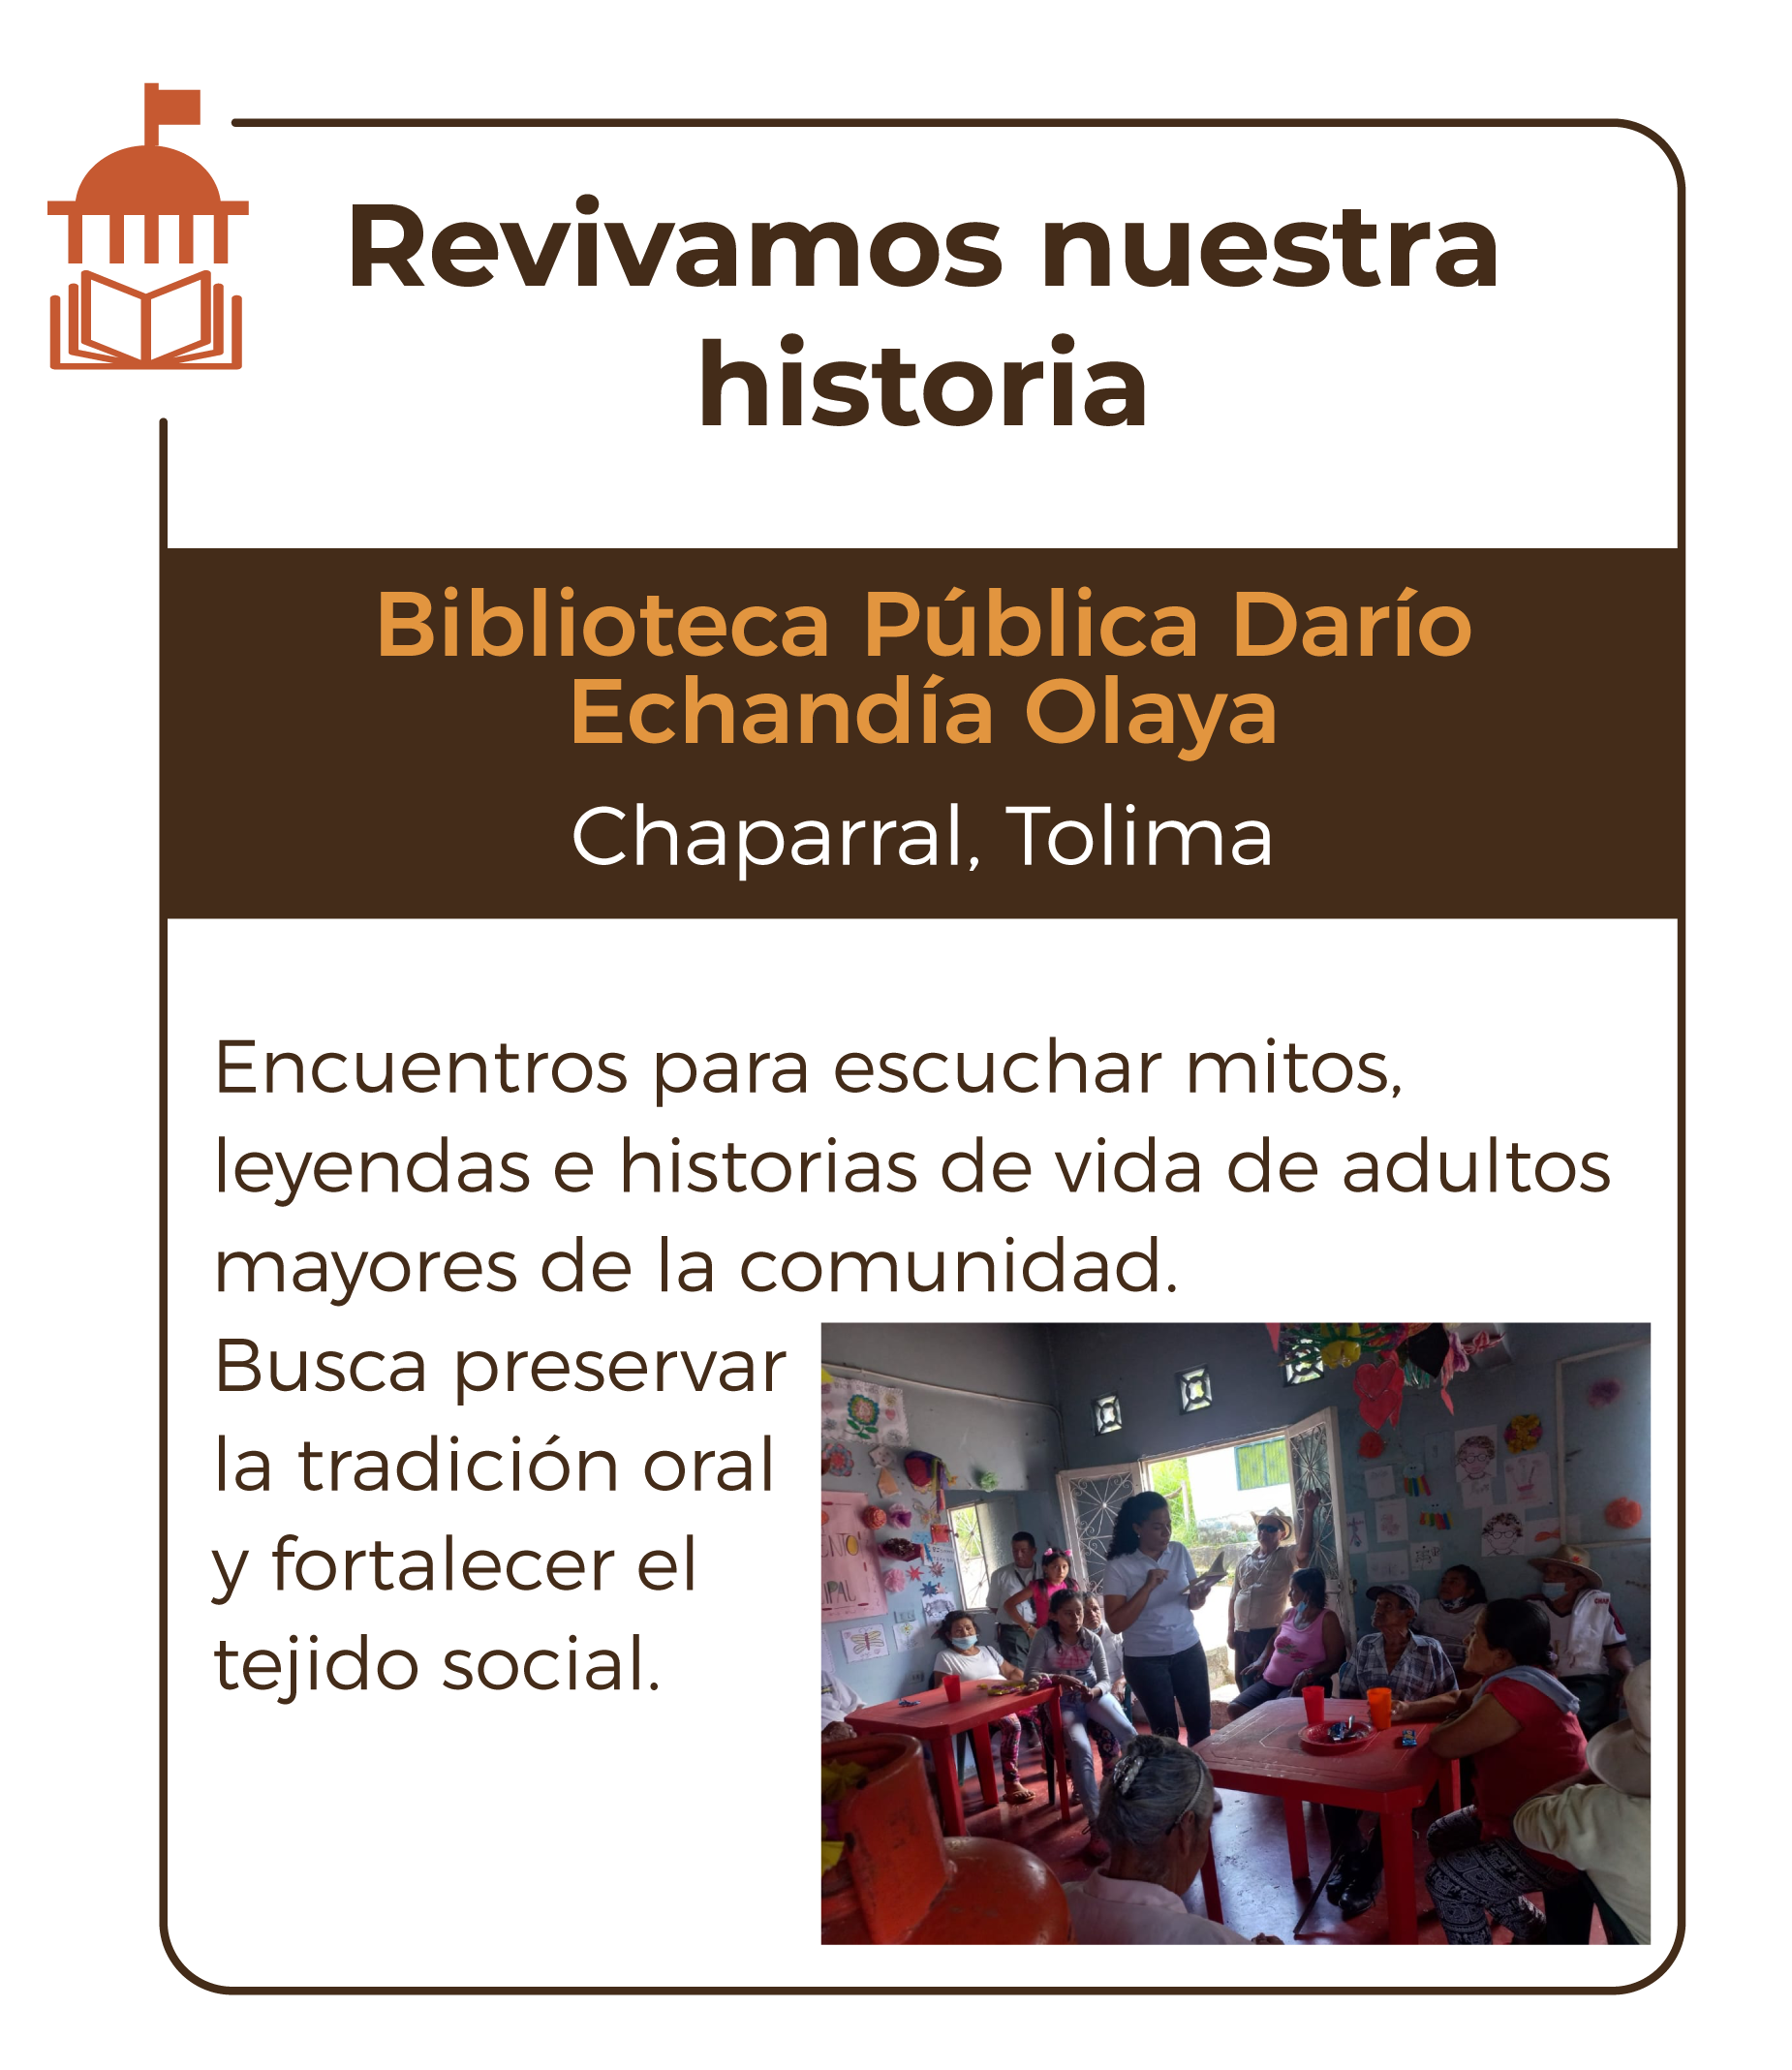 Revivamos nuestra
historia
Biblioteca Pública Darío
Echandía Olaya
Chaparral, Tolima
Encuentros para escuchar mitos,
leyendas e historias de vida de adultos
mayores de la comunidad.
Busca preservar
la tradición oral
y fortalecer el
tejido social.